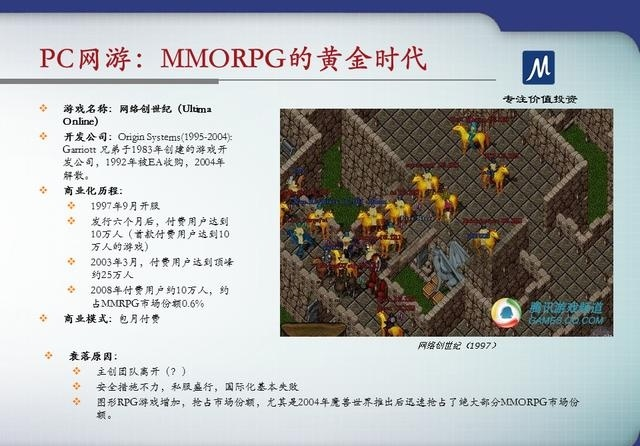 PC网游：MMORPG的黄金时代
M
专注价值投资
游戏名称：网络创世纪（Ultima
Online）
开发公司：Origin Systems(1995-2004):
Garriott 兄弟于1983年创建的游戏开
发公司，1992年被EA收购，2004年
解散。
商业化历程：
1997年9月开服
发行六个月后，付费用户达到
10万人（首款付费用户达到10
万人的游戏）
2003年3月，付费用户达到顶峰
约25万人
2008年付费用户约10万人，约
占MMRPG市场份额0.6%
商业模式：包月付费
腾讯游戏频道
GAMES.QQ.COM
网络创世纪（1997）
衰落原因：
主创团队离开（？）
安全措施不力，私服盛行，国际化基本失败
图形RPG游戏增加，抢占市场份额，尤其是2004年魔兽世界推出后迅速抢占了绝大部分MMORPG市场份
额。